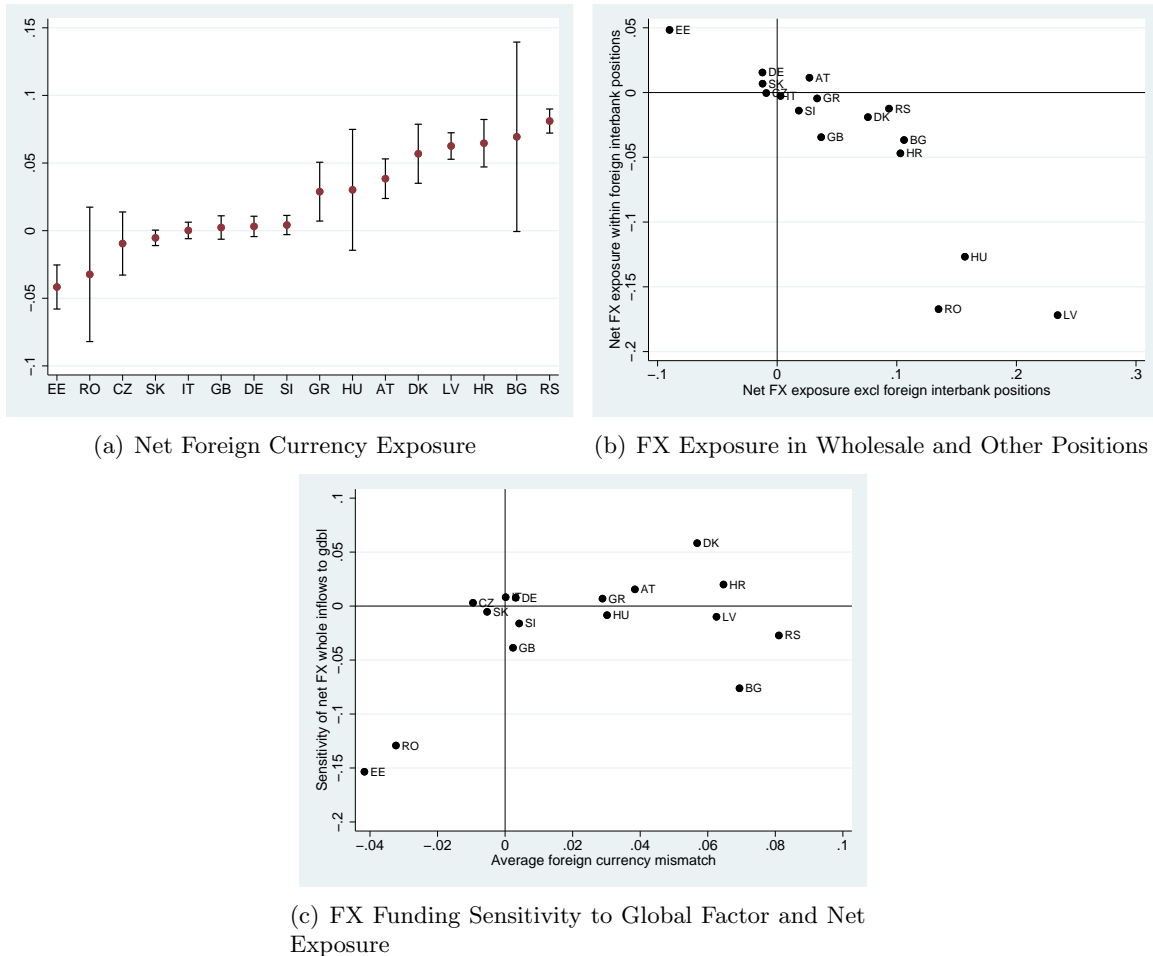 .15
.1
.05
0
−.05
−.1
EE RO CZ SK IT GB DE SI GR HU AT DK LV HR BG RS
(a) Net Foreign Currency Exposure
Net FX exposure within foreign interbank positions
.05
0
−.05
−.1
−.15
−.2
EE
DE
AT
SK
CZ
IT
GR
SI
RS
DK
GB
BG
HR
HU
RO
LV
−.1 0 .1 .2 .3
Net FX exposure excl foreign interbank positions
(b) FX Exposure in Wholesale and Other Positions
Sensitivity of net FX whole inflows to gdbl
.1
.05
0
−.05
−.1
−.15
−.2
DK
HR
AT
GR
IT
DE
CZ
SK
HU
LV
SI
RS
GB
BG
RO
EE
−.04 −.02 0 .02 .04 .06 .08 .1
Average foreign currency mismatch
(c) FX Funding Sensitivity to Global Factor and Net
Exposure